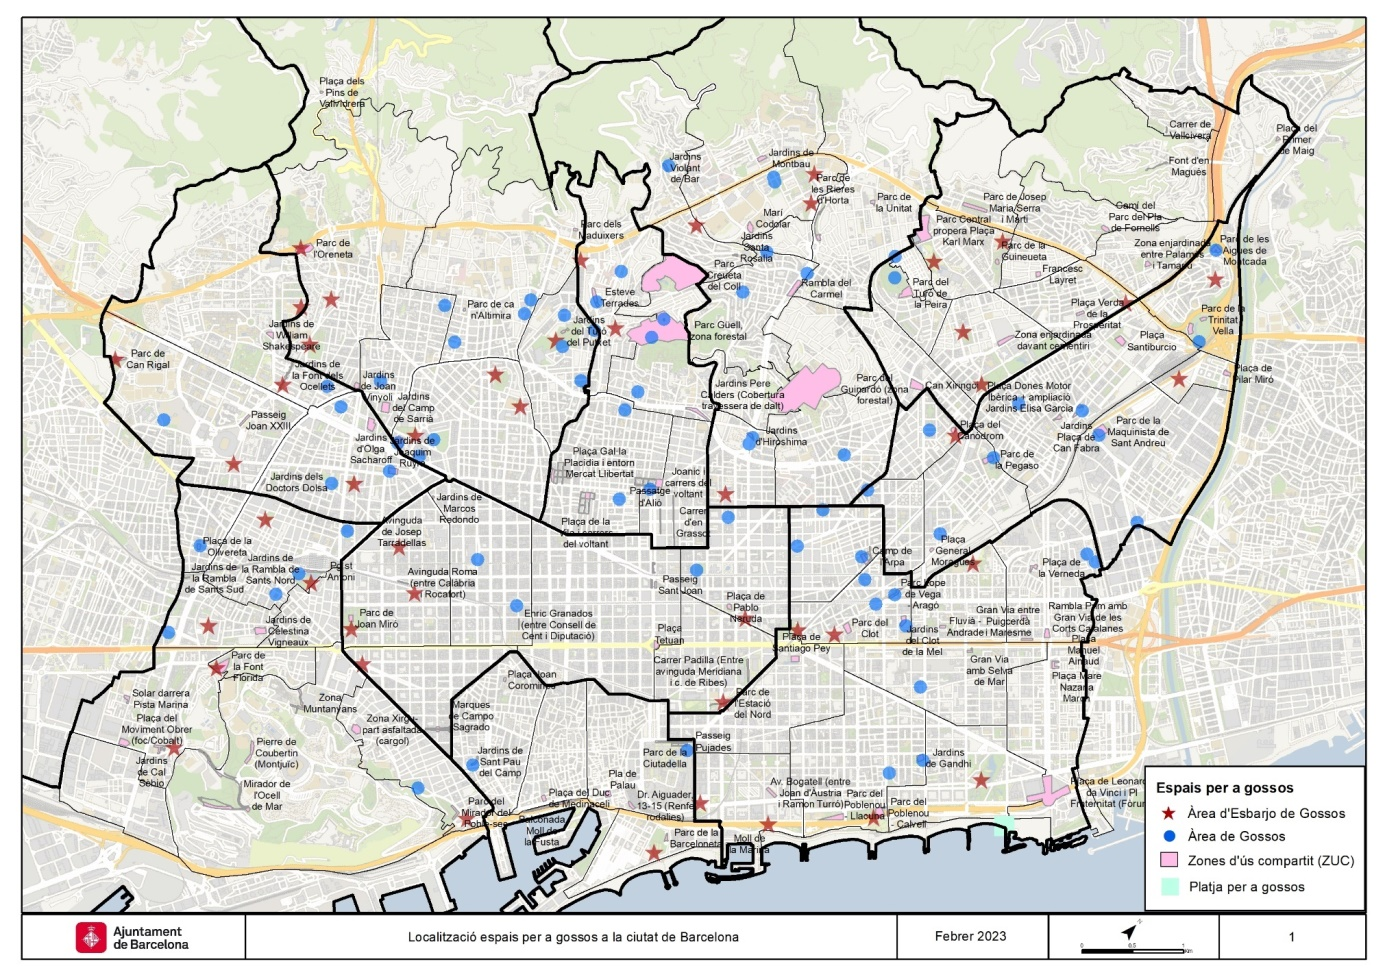 Plaça dels
Pins de
Vallvidrera
Carrer de
Vallcivera
Plaça del
Primer
de Maig
Font d'en
Magués
Jardins
Violant
de Bar
Jardins de
Montbau
Parc de
les Rieres
d'Horta
Parc de
la Unitat
Parc de Josep
Maria Serra
i Martí
Camí del
Parc del Pla
de Fornells
Parc dels
Maduixers
Marí
Codolar
Jardins
Santa
Rosalia
Parc Central
propera Plaça
Karl Marx
Parc de la
Guineueta
Zona enjardinada
entre Palamós
i Tamariu
Parc de les
Aigües de
Montcada
Parc de
l'Oreneta
Parc
Creueta
del Coll
Rambla del
Carmel
Francesc
Layret
Parc del
Turó de
la Peira
Esteve
Terrades
Parc de ca
n'Altimira
Jardins
del Turó
del Putxet
Parc Güell,
zona forestal
Plaça Verda
de la
Prosperitat
Parc de la
Trinitat
Vella
Zona enjardinada
davant cementiri
Plaça
Santiburcio
Jardins de
William
Shakespeare
Parc de
Can Rigal
Jardins de
la Font dels
Ocellets
Jardins
de Joan
Vinyoli
Jardins
del Camp
de Sarrià
Jardins Pere
Calders (Cobertura
travessera de dalt)
Parc del
Guinardó (zona
forestal)
Can Xiringoi
Plaça Dones Motor
Ibèrica + ampliació
Jardins Elisa Garcia
Plaça de
Pilar Miró
Passeig
Joan XXIII
Jardins
d'Olga
Sacharoff
Jardins de
Joaquim
Ruyra
Jardins
d'Hiroshima
Plaça del
Canòdrom
Jardins
Plaça de
Can Fabra
Parc de la
Maquinista de
Sant Andreu
Parc de
la Pegaso
Plaça Gal·la
Placidia i entorn
Mercat Llibertat
Joanic i
carrers del
voltant
Passatge
d'Alió
Jardins dels
Doctors Dolsa
Jardins de
Marcos
Redondo
Carrer
d'en
Grassot
Plaça de la
del voltant
Avinguda
de Josep
Tarradellas
Plaça de la
Olivereta
Jardins de
la Rambla
de Sants Sud
Jardins de
la Rambla de
Sants Nord
Antoni
Avinguda Roma
(entre Calàbria
i Rocafort)
Passeig
Sant Joan
Camp de
l'Arpa
Plaça
General
Moragues
Plaça de
la Verneda
Parc Lope
de Vega
- Aragó
Plaça de
Pablo
Neruda
Parc de
Joan Miró
Enric Granados
(entre Consell de
Cent i Diputació)
Gran Via entre
Fluvià - Puigcerdà
Andrade i Maresme
Rambla Prim amb
Gran Via de les
Corts Catalanes
Jardins de
Celestina
Vigneaux
Plaça
Tetuan
Plaça de
Santiago Pey
Parc del
Clot
Jardins
del Clot
de la Mel
Plaça
Manuel
Ainaud
Parc de
la Font
Florida
Carrer Padilla (Entre
avinguda Meridiana
i c. de Ribes)
Gran Via
amb Selva
de Mar
Plaça Mare
Nazaria
March
Plaça Joan
Coromines
Parc de
l'Estació
del Nord
Solar darrera
Pista Marina
Zona
Muntanyans
Marques
de Campo
Sagrado
Plaça del
Moviment Obrer
(foc/Cobalt)
Zona Xirgu-
part asfaltada
(cargol)
Passeig
Pujades
Pierre de
Coubertin
(Montjuïc)
Jardins de
Sant Pau
del Camp
Parc de la
Ciutadella
Jardins
de Gandhi
Jardins
de Cal
Sèbio
Mirador de
l'Ocell
de Mar
Pla de
Palau
Plaça del Duc
de Medinaceli
Dr. Aiguader,
13-15 (Renfe
rodalies)
Av. Bogatell (entre
Joan d'Àustria
i Ramon Turró)
Parc del
Poblenou
- Llacuna
Parc del
Poblenou
- Calvell
Plaça de Leonardo
da Vinci i Pl
Fraternitat (Fòrum
Parc del
Mirador del
Poble-sec
Balconada
Moll de
la Fusta
Parc de la
Barceloneta
Moll de
la Marina
Espais per a gossos
Àrea d'Esbarjo de Gossos
Àrea de Gossos
Zones d'ús compartit (ZUC)
Platja per a gossos
Ajuntament
de Barcelona
Localització espais per a gossos a la ciutat de Barcelona
Febrer 2023
N
0 0,5 1
Km
1